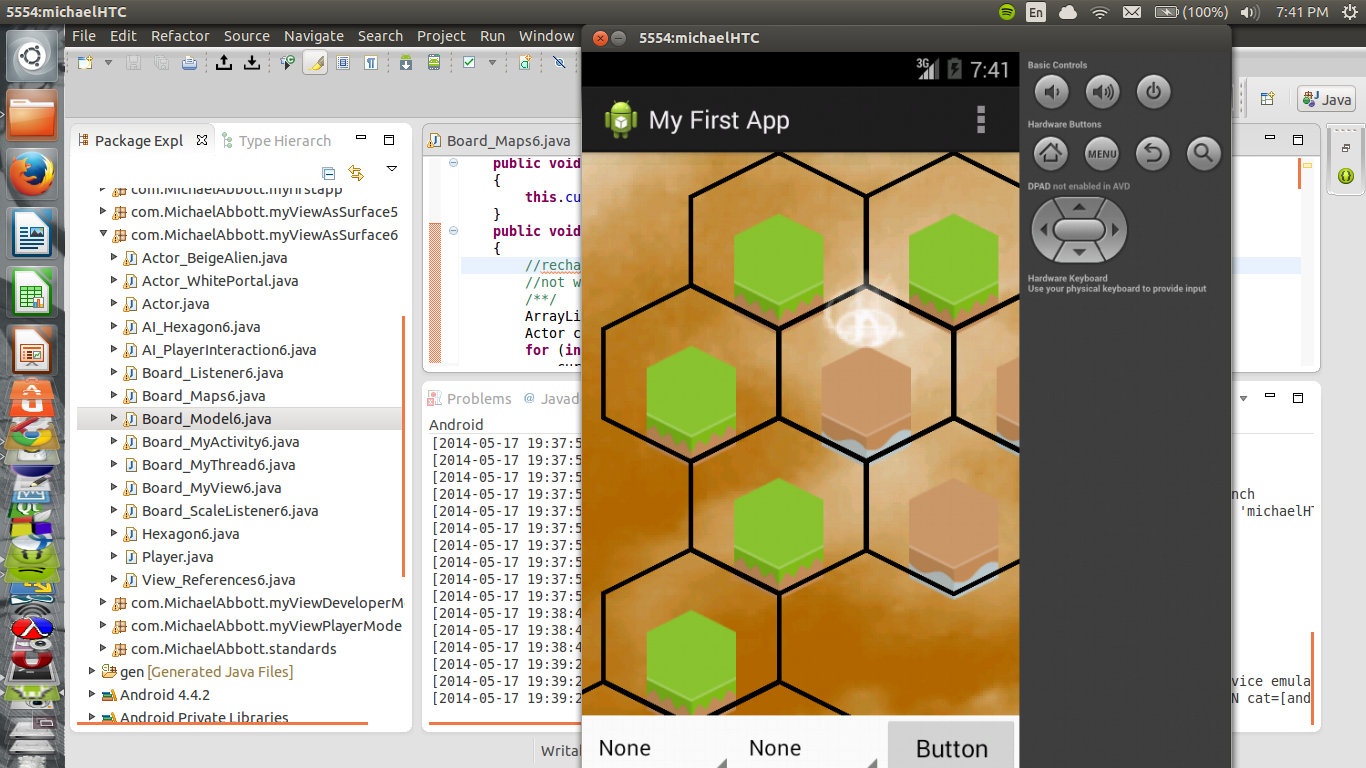 5554:michaelHTC
En
(100%)
7:41 PM
File Edit Refactor Source Navigate Search Project Run Window
Java
Package Expl
Type Hierarch
com.MichaelAbbott.myFirstapp
com.MichaelAbbott.myViewAsSurface5
com.MichaelAbbott.myViewAsSurface6
Actor_BeigeAlien.java
Actor_WhitePortal.java
Actor.java
AI_Hexagon6.java
AI_PlayerInteraction6.java
Board_Listener6.java
Board_Maps6.java
Board_Model6.java
Board_MyActivity6.java
Board_MyThread6.java
Board_MyView6.java
Board_ScaleListener6.java
Hexagon6.java
Player.java
View_References6.java
com.MichaelAbbott.myViewDeveloperM
com.MichaelAbbott.myViewPlayerMode
com.MichaelAbbott.standards
gen [Generated Java Files]
Android 4.4.2
Android Private Libraries
Board_Maps6.java
public void
{
this.cu
}
public void
{
//recha
//not w
/**/
ArrayLi
Actor c
for (in
Problems
@ Javad
Android
[2014-05-17 19:37:5
[2014-05-17 19:37:5
[2014-05-17 19:37:5
[2014-05-17 19:37:5
[2014-05-17 19:37:5
[2014-05-17 19:37:5
[2014-05-17 19:37:5
[2014-05-17 19:37:5
[2014-05-17 19:37:5
[2014-05-17 19:37:5
[2014-05-17 19:38:4
[2014-05-17 19:38:4
[2014-05-17 19:38:4
[2014-05-17 19:39:2
[2014-05-17 19:39:2
[2014-05-17 19:39:2
nch
'michaelHT
vice emula
N cat=[and
Writal
5554:michaelHTC
3G
7:41
My First App
None
None
Button
Basic Controls
Hardware Buttons
MENU
DPAD not enabled in AVD
Hardware Keyboard
Use your physical keyboard to provide input